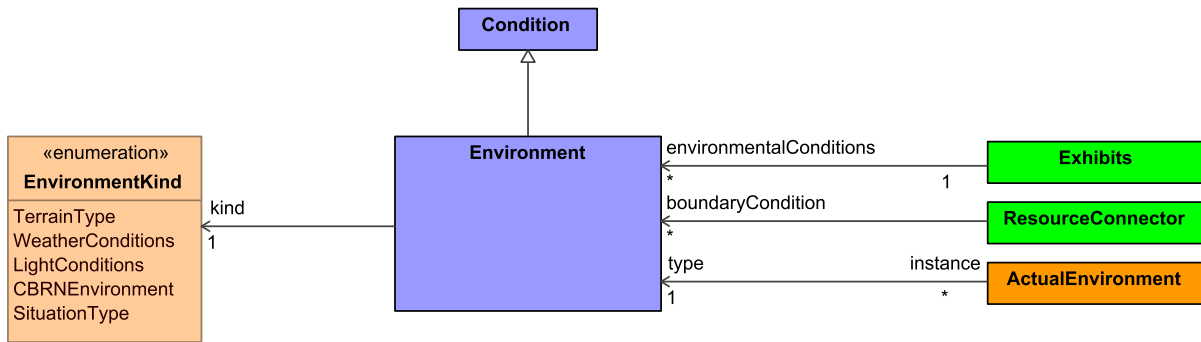 Condition
«enumeration»
EnvironmentKind
TerrainType
WeatherConditions
LightConditions
CBRNEnvironment
SituationType
kind
1
Environment
environmentalConditions
*
1
Exhibits
boundaryCondition
*
ResourceConnector
type
instance
1
*
ActualEnvironment